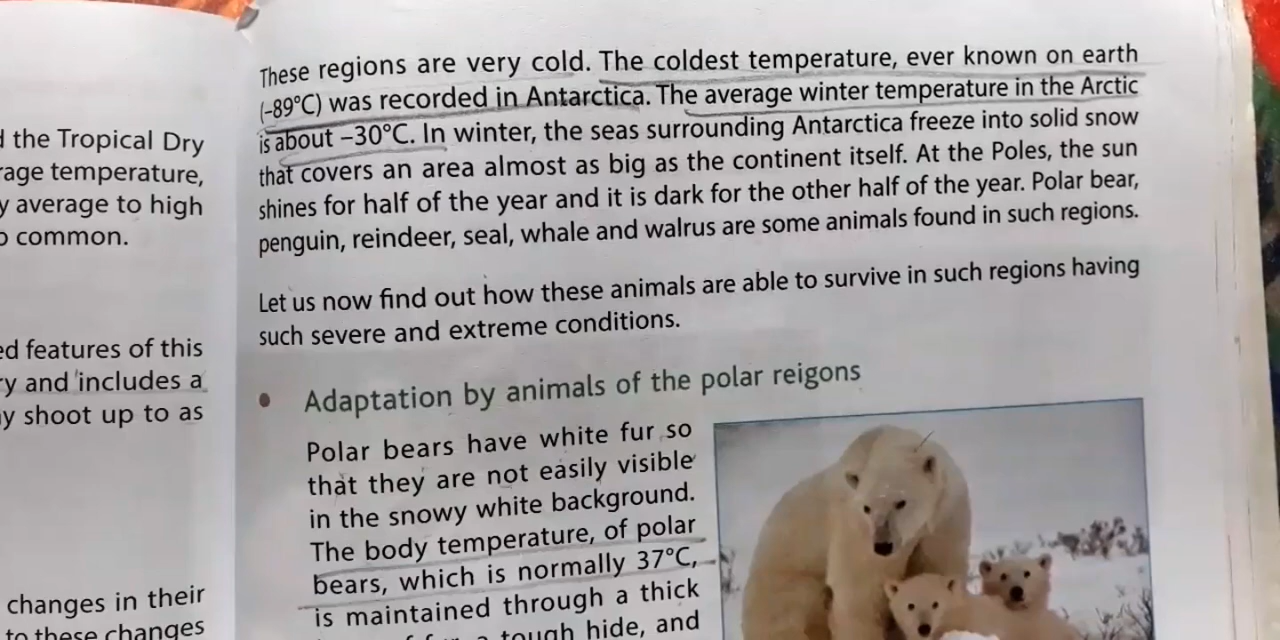 d the Tropical Dry
rage temperature,
y average to high
o common.
ed features of this
ry and includes a
ay shoot up to as
changes in their
to these changes
These regions are very cold. The coldest temperature, ever known on earth
(-89°C) was recorded in Antarctica. The average winter temperature in the Arctic
is about –30°C. In winter, the seas surrounding Antarctica freeze into solid snow
that covers an area almost as big as the continent itself. At the Poles, the sun
shines for half of the year and it is dark for the other half of the year. Polar bear,
penguin, reindeer, seal, whale and walrus are some animals found in such regions.
Let us now find out how these animals are able to survive in such regions having
such severe and extreme conditions.
• Adaptation by animals of the polar reigons
Polar bears have white fur so
that they are not easily visible
in the snowy white background.
The body temperature, of polar
bears, which is normally 37°C,
is maintained through a thick
tough hide, and